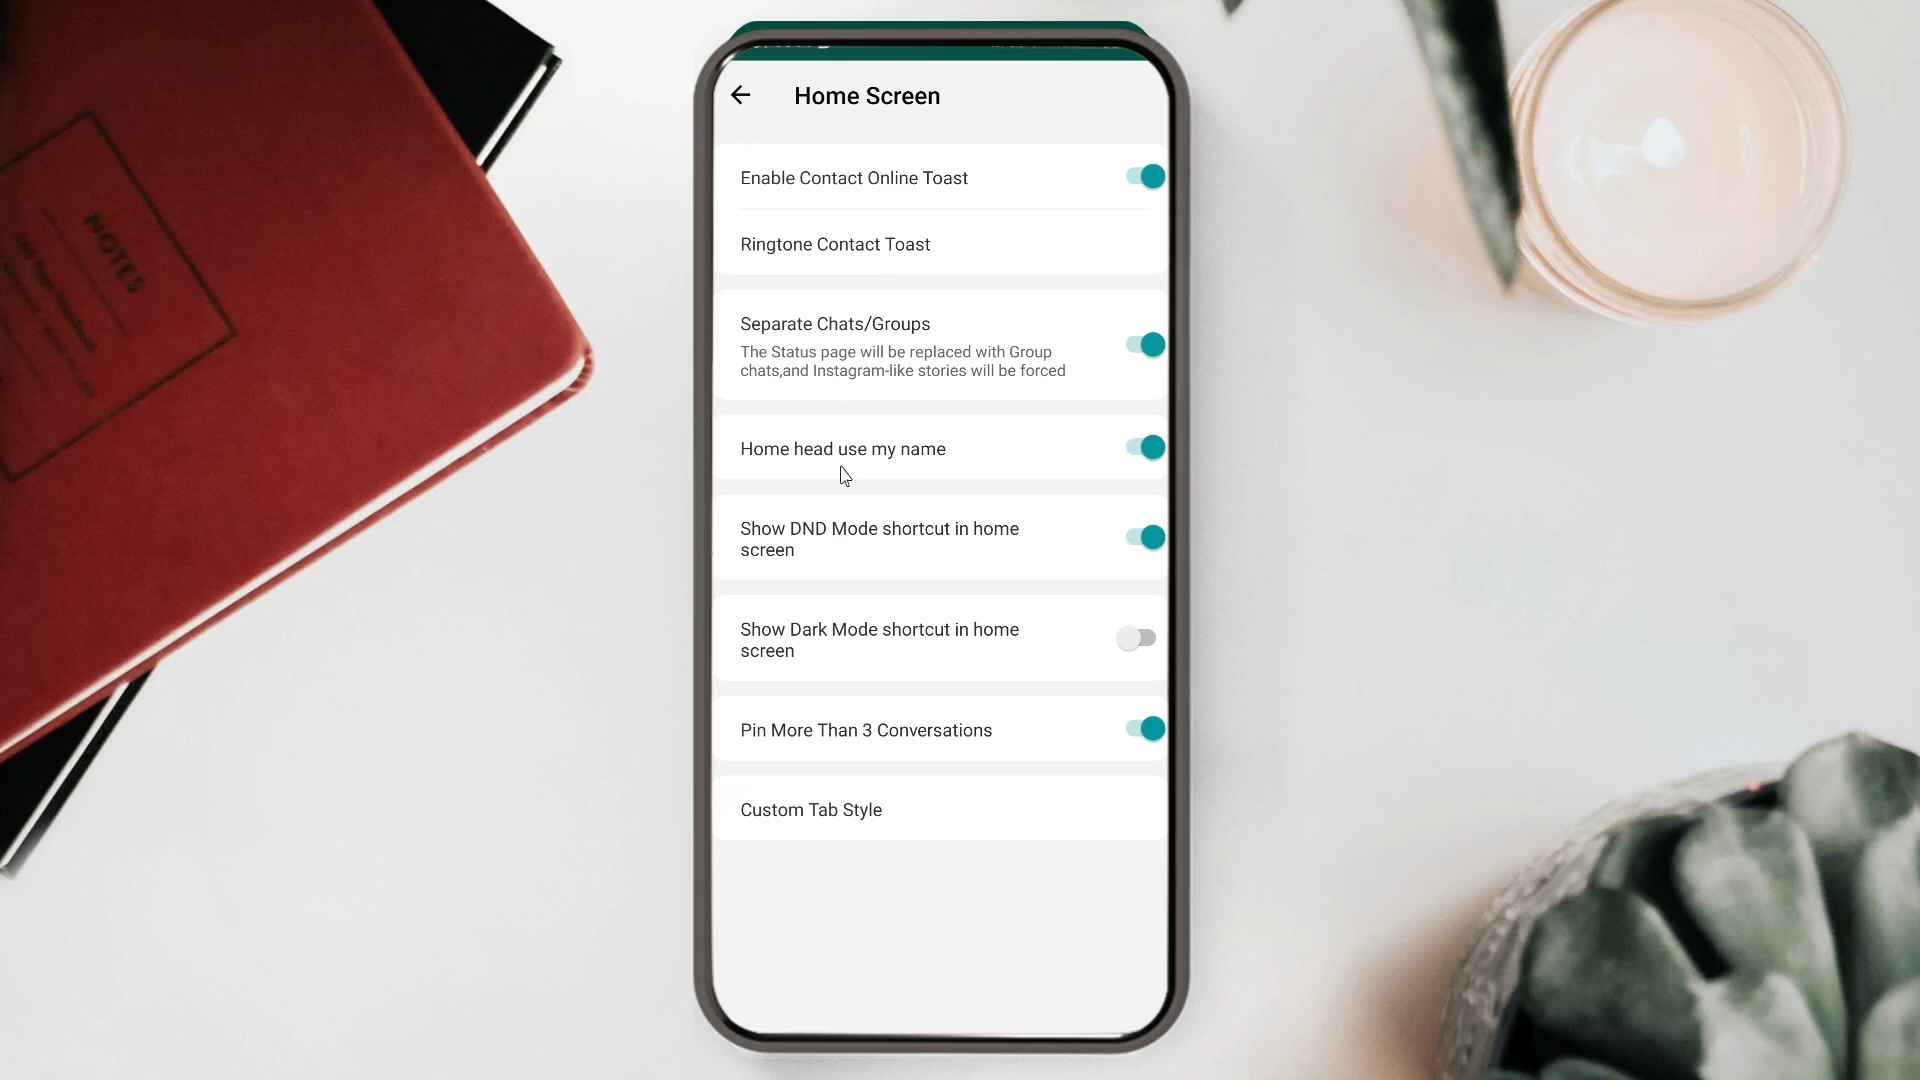 Home Screen
Enable Contact Online Toast
Ringtone Contact Toast
Separate Chats/Groups
The Status page will be replaced with Group
chats,and Instagram-like stories will be forced
Home head use my name
Show DND Mode shortcut in home
screen
Show Dark Mode shortcut in home
screen
Pin More Than 3 Conversations
Custom Tab Style
NOTES